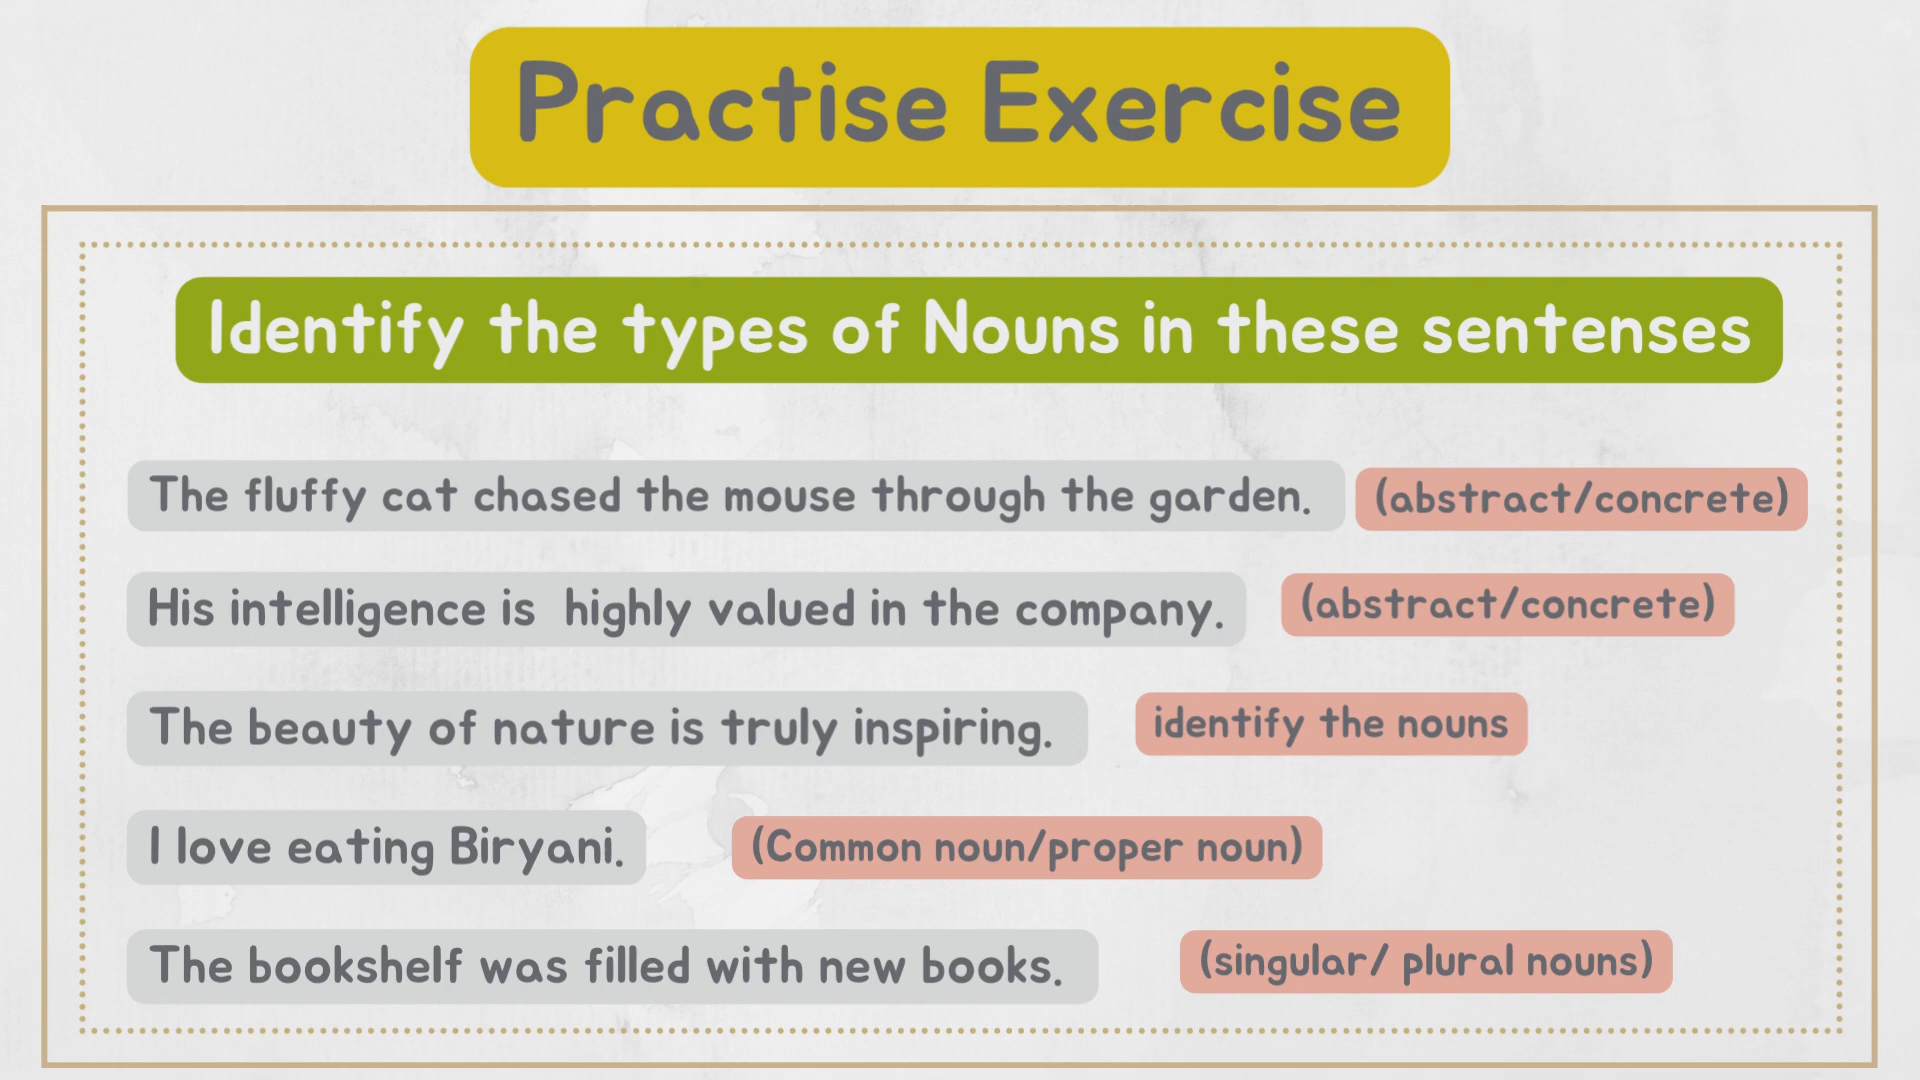 Practise Exercise
Identify the types of Nouns in these sentenses
The fluffy cat chased the mouse through the garden. (abstract/concrete)
His intelligence is  highly valued in the company. (abstract/concrete)
The beauty of nature is truly inspiring. identify the nouns
I love eating Biryani. (Common noun/proper noun)
The bookshelf was filled with new books. (singular/ plural nouns)